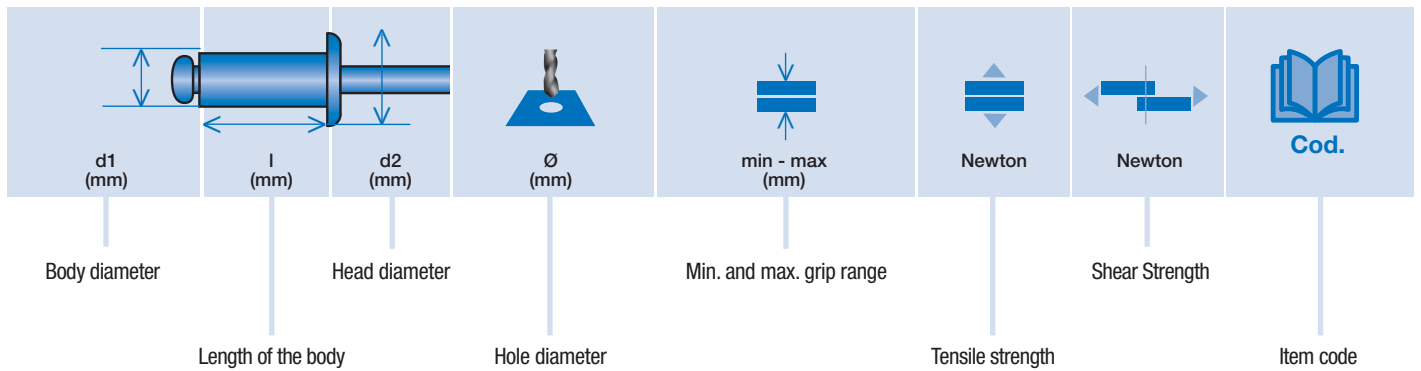 Cod.
d1
(mm)
l
(mm)
d2
(mm)
Ø
(mm)
min - max
(mm)
Newton
Newton
Body diameter
Head diameter
Min. and max. grip range
Shear Strength
Length of the body
Hole diameter
Tensile strength
Item code